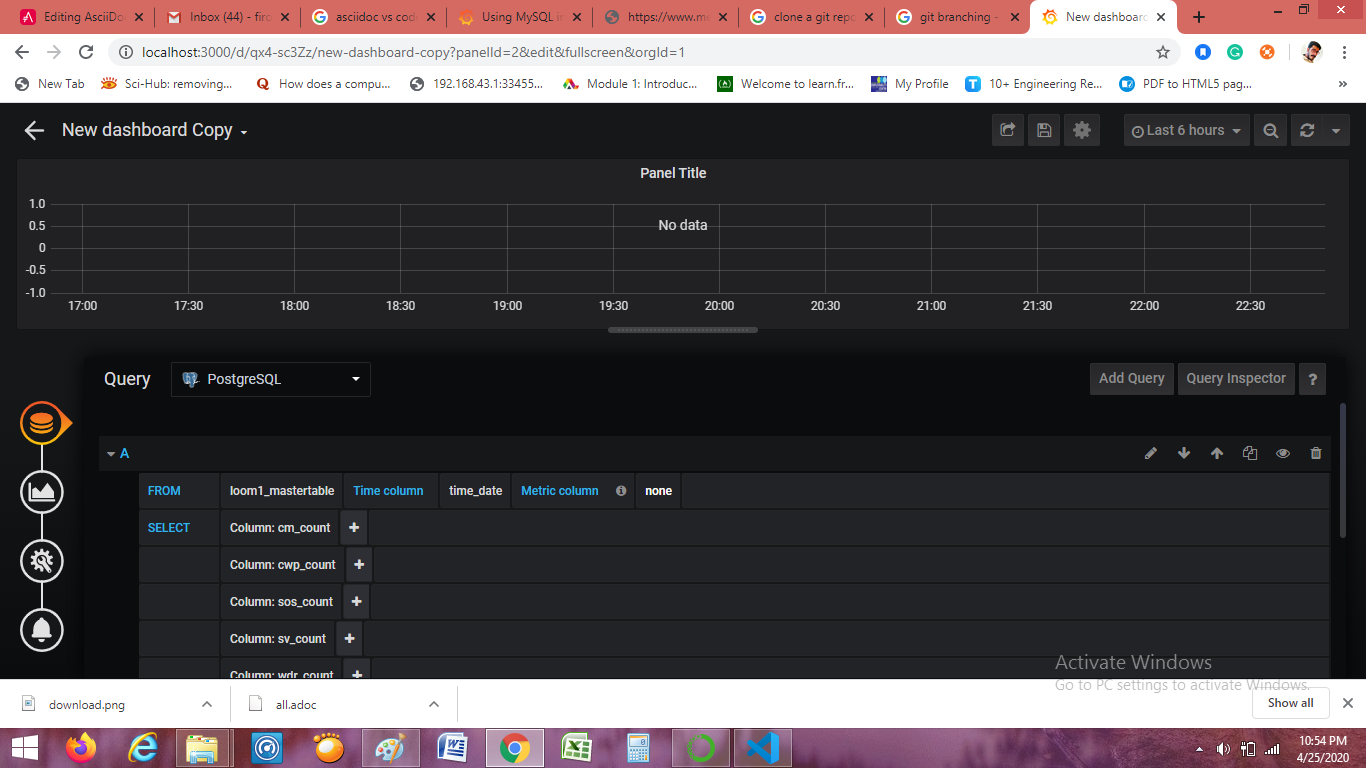 Editing AsciiDo
Inbox (44) - firo
asciidoc vs cod
Using MySQL in
https://www.m
clone a git repo
git branching -
New dashboard
localhost:3000/d/qx4-sc3Zz/new-dashboard-copy?panelId=2&edit&fullscreen&orgId=1
New Tab
Sci-Hub: removing...
How does a compu...
192.168.43.1:33455...
Module 1: Introduc...
Welcome to learn.fr...
My Profile
10+ Engineering Re...
PDF to HTML5 pag...
New dashboard Copy
Last 6 hours
Panel Title
1.0
0.5
0
-0.5
-1.0
No data
17:00 17:30 18:00 18:30 19:00 19:30 20:00 20:30 21:00 21:30 22:00 22:30
Query
PostgreSQL
Add Query
Query Inspector
?
A
FROM loom1_mastertable Time column time_date Metric column none
SELECT Column: cm_count +
Column: cwp_count +
Column: sos_count +
Column: sv_count +
Column: wdr_count +
Activate Windows
Go to PC settings to activate Windows.
download.png
all.adoc
Show all
10:54 PM
4/25/2020